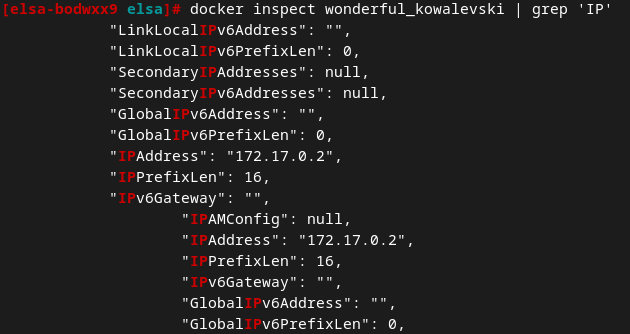 [elsa-bodwxx9 elsa]# docker inspect wonderful_kowalevski | grep 'IP'
"LinkLocalIPv6Address": "",
"LinkLocalIPv6PrefixLen": 0,
"SecondaryIPAddresses": null,
"SecondaryIPv6Addresses": null,
"GlobalIPv6Address": "",
"GlobalIPv6PrefixLen": 0,
"IPAddress": "172.17.0.2",
"IPPrefixLen": 16,
"IPv6Gateway": "",
"IPAMConfig": null,
"IPAddress": "172.17.0.2",
"IPPrefixLen": 16,
"IPv6Gateway": "",
"GlobalIPv6Address": "",
"GlobalIPv6PrefixLen": 0,